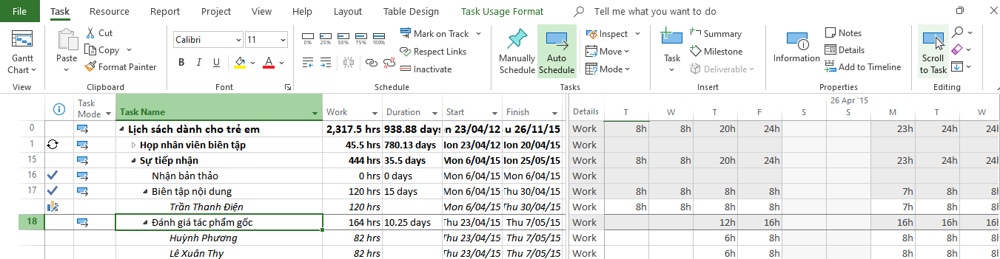 File Task Resource Report Project View Help Layout Table Design Task Usage Format Tell me what you want to do
Gantt Chart
View
Paste
Cut
Copy
Format Painter
Clipboard
Calibri 11
B I U A
Font
0% 25% 50% 75% 100%
Mark on Track
Respect Links
Inactivate
Schedule
Manually Schedule
Auto Schedule
Inspect
Move
Mode
Tasks
Task
Summary
Milestone
Deliverable
Insert
Information
Notes
Details
Add to Timeline
Properties
Scroll to Task
Editing
26 Apr '15
Task Mode Task Name Work Duration Start Finish Details T W T F S S M T W
0 Lịch sách dành cho trẻ em 2,317.5 hrs 938.88 days on 23/04/12 u 26/11/15 Work 8h 8h 20h 24h 23h 24h 24h
1 Họp nhân viên biên tập 45.5 hrs 780.13 days Mon 23/04/12 Mon 20/04/15 Work
15 Sự tiếp nhận 444 hrs 35.5 days Mon 6/04/15 Mon 25/05/15 Work 8h 8h 20h 24h 23h 24h 24h
16 Nhận bản thảo 0 hrs 0 days Mon 6/04/15 Mon 6/04/15 Work
17 Biên tập nội dung 120 hrs 15 days Mon 6/04/15 Thu 30/04/15 Work 8h 8h 8h 8h 7h 8h 8h
Trần Thanh Điện 120 hrs Mon 6/04/15 Thu 30/04/15 Work 8h 8h 8h 8h 7h 8h 8h
18 Đánh giá tác phẩm gốc 164 hrs 10.25 days Thu 23/04/15 Thu 7/05/15 Work 12h 16h 16h 16h 16h
Huỳnh Phương 82 hrs Thu 23/04/15 Thu 7/05/15 Work 6h 8h 8h 8h 8h
Lê Xuân Thy 82 hrs Thu 23/04/15 Thu 7/05/15 Work 6h 8h 8h 8h 8h